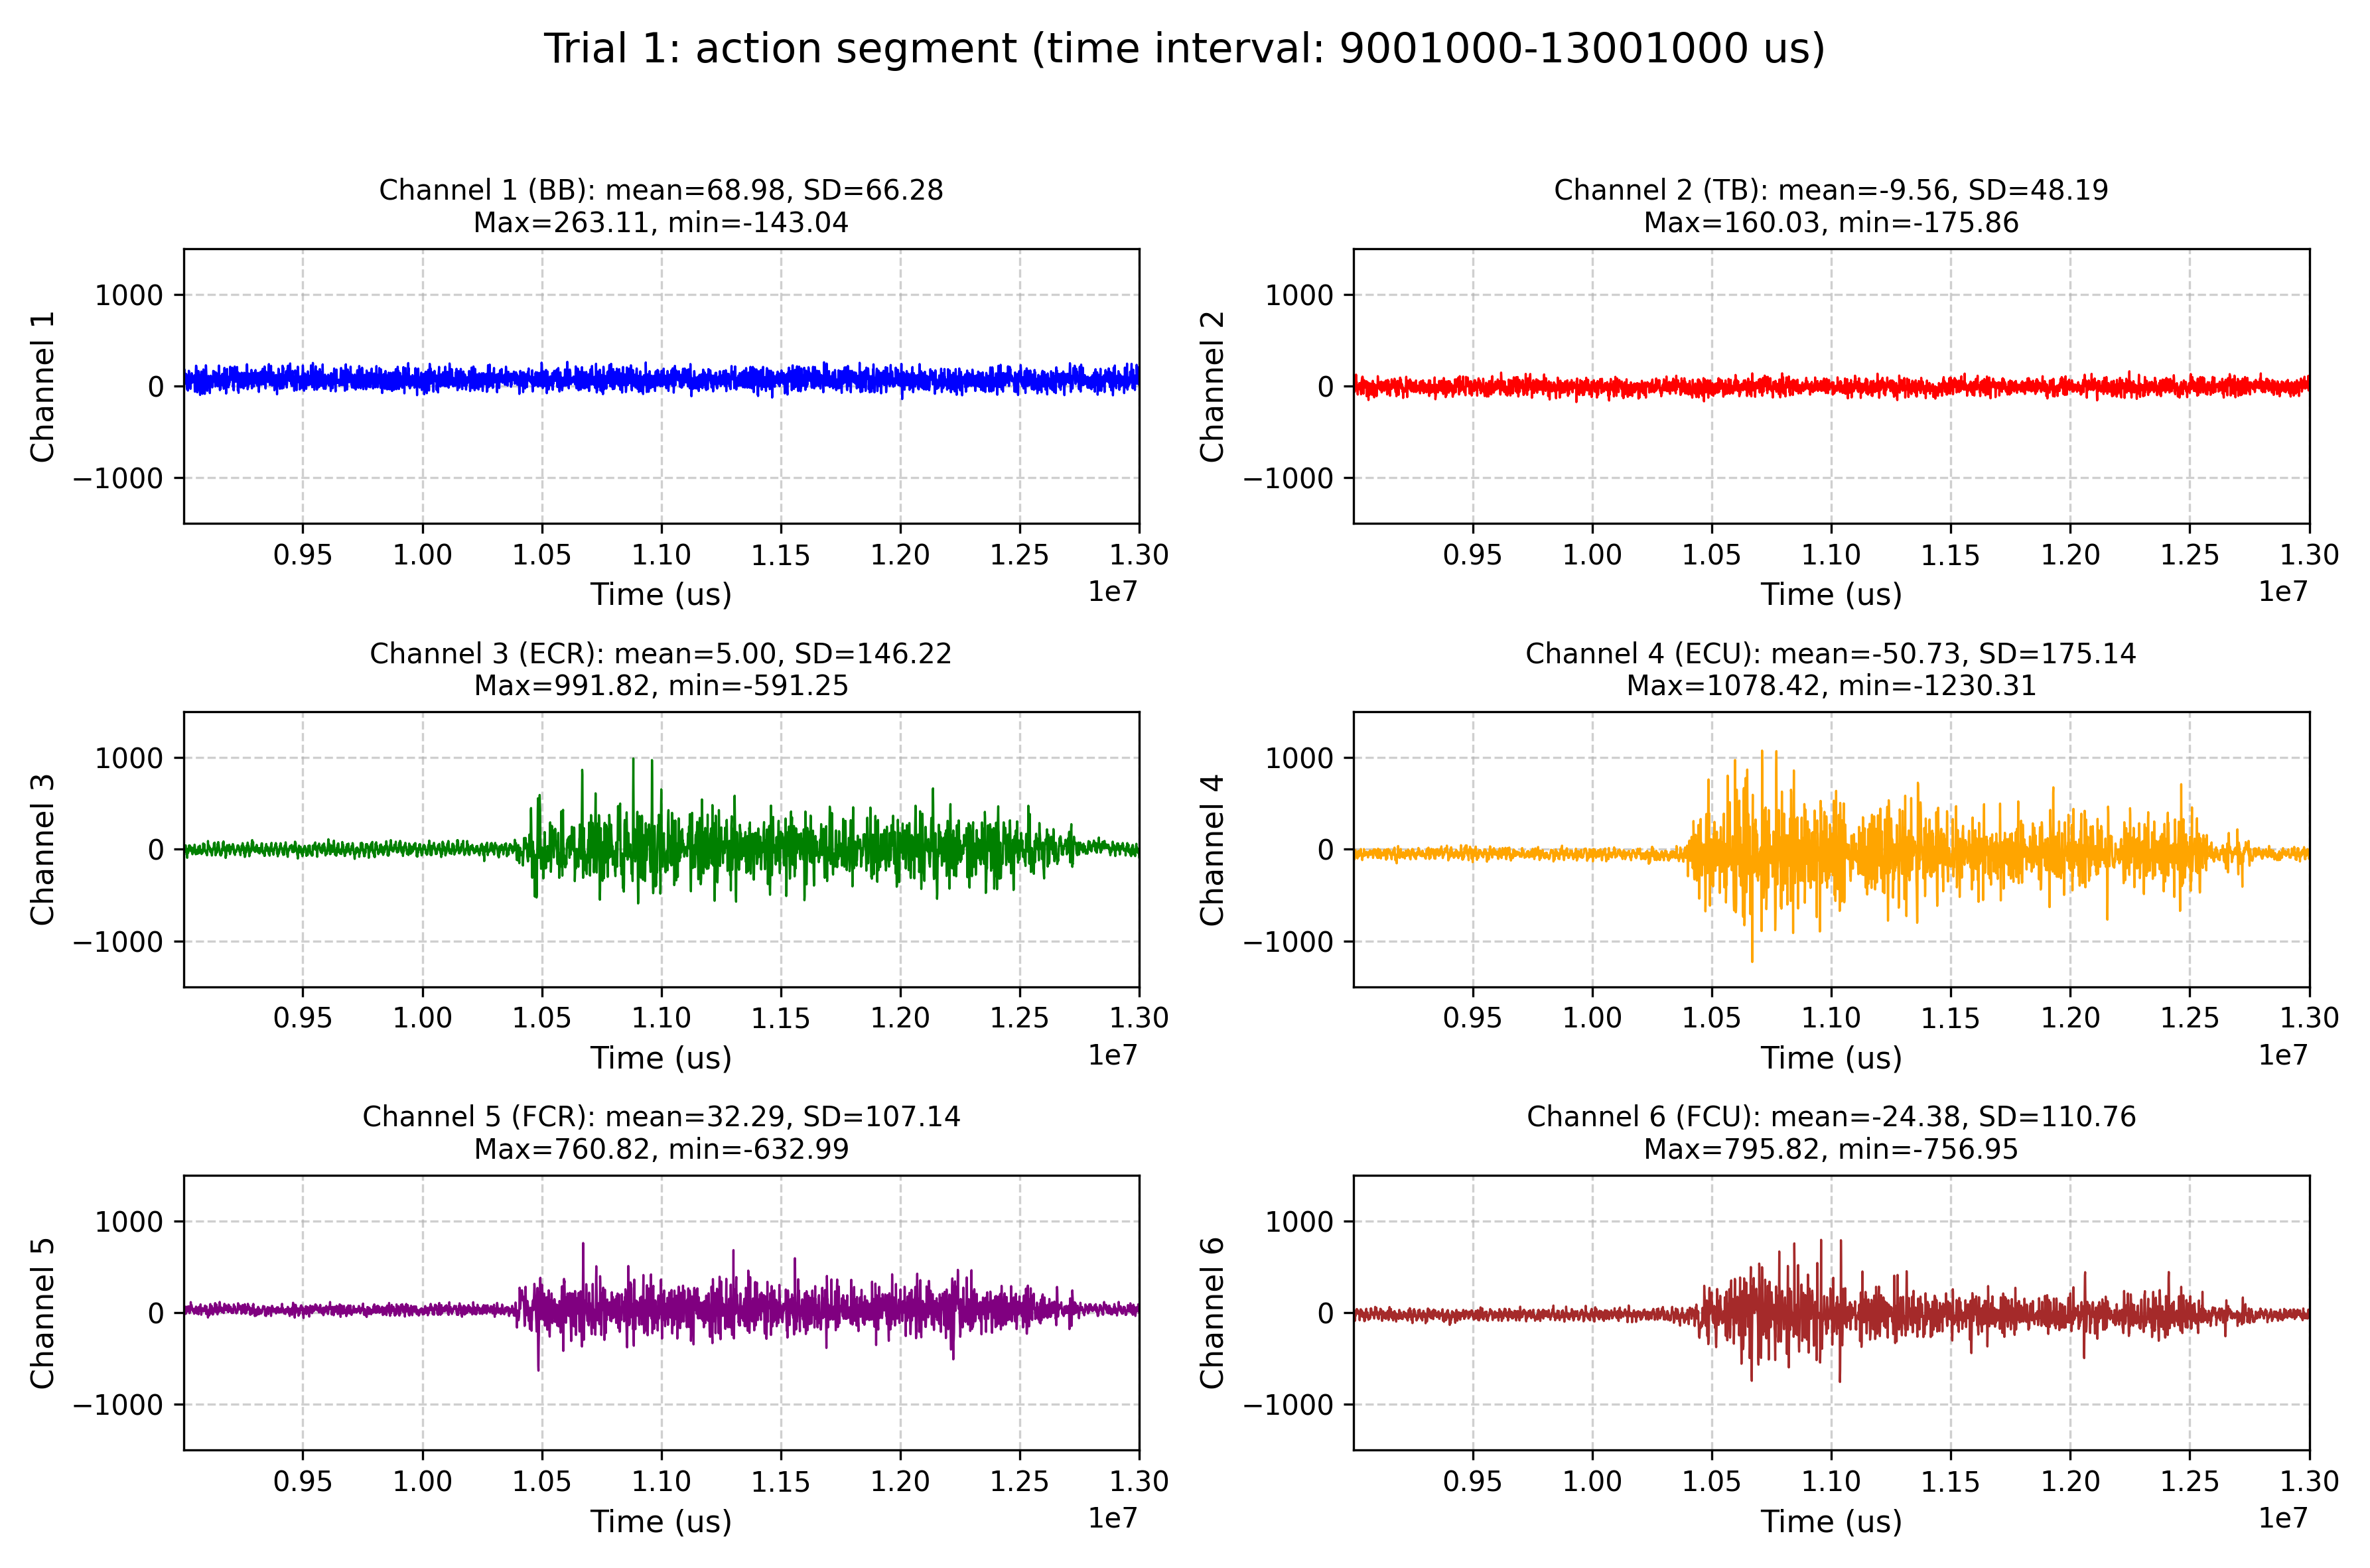 Trial 1: action segment (time interval: 9001000-13001000 us)
Channel 1 (BB): mean=68.98, SD=66.28
Max=263.11, min=-143.04
1000
0
−1000
Channel 1
0.95 1.00 1.05 1.10 1.15 1.20 1.25 1.30
Time (us)
1e7
Channel 2 (TB): mean=-9.56, SD=48.19
Max=160.03, min=-175.86
1000
0
−1000
Channel 2
0.95 1.00 1.05 1.10 1.15 1.20 1.25 1.30
Time (us)
1e7
Channel 3 (ECR): mean=5.00, SD=146.22
Max=991.82, min=-591.25
1000
0
−1000
Channel 3
0.95 1.00 1.05 1.10 1.15 1.20 1.25 1.30
Time (us)
1e7
Channel 4 (ECU): mean=-50.73, SD=175.14
Max=1078.42, min=-1230.31
1000
0
−1000
Channel 4
0.95 1.00 1.05 1.10 1.15 1.20 1.25 1.30
Time (us)
1e7
Channel 5 (FCR): mean=32.29, SD=107.14
Max=760.82, min=-632.99
1000
0
−1000
Channel 5
0.95 1.00 1.05 1.10 1.15 1.20 1.25 1.30
Time (us)
1e7
Channel 6 (FCU): mean=-24.38, SD=110.76
Max=795.82, min=-756.95
1000
0
−1000
Channel 6
0.95 1.00 1.05 1.10 1.15 1.20 1.25 1.30
Time (us)
1e7